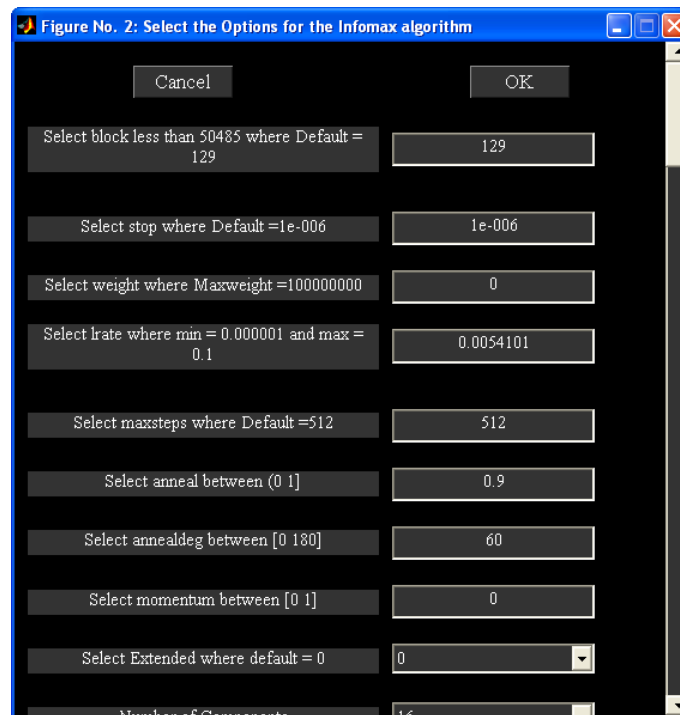 Figure No. 2: Select the Options for the Infomax algorithm
Cancel
OK
Select block less than 50485 where Default =
129
129
Select stop where Default =1e-006
1e-006
Select weight where Maxweight =100000000
0
Select lrate where min = 0.000001 and max =
0.1
0.0054101
Select maxsteps where Default =512
512
Select anneal between (0 1]
0.9
Select annealdeg between [0 180]
60
Select momentum between [0 1]
0
Select Extended where default = 0
0
Number of Components
16